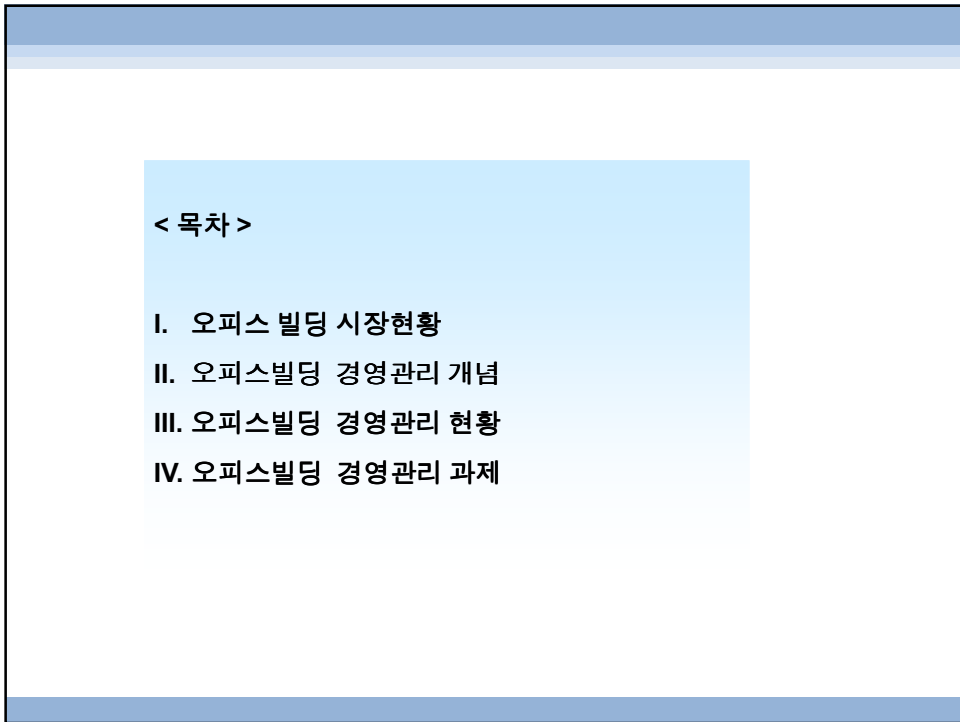 < 목차 >
I. 오피스 빌딩 시장현황
II. 오피스빌딩 경영관리 개념
III. 오피스빌딩 경영관리 현황
IV. 오피스빌딩 경영관리 과제